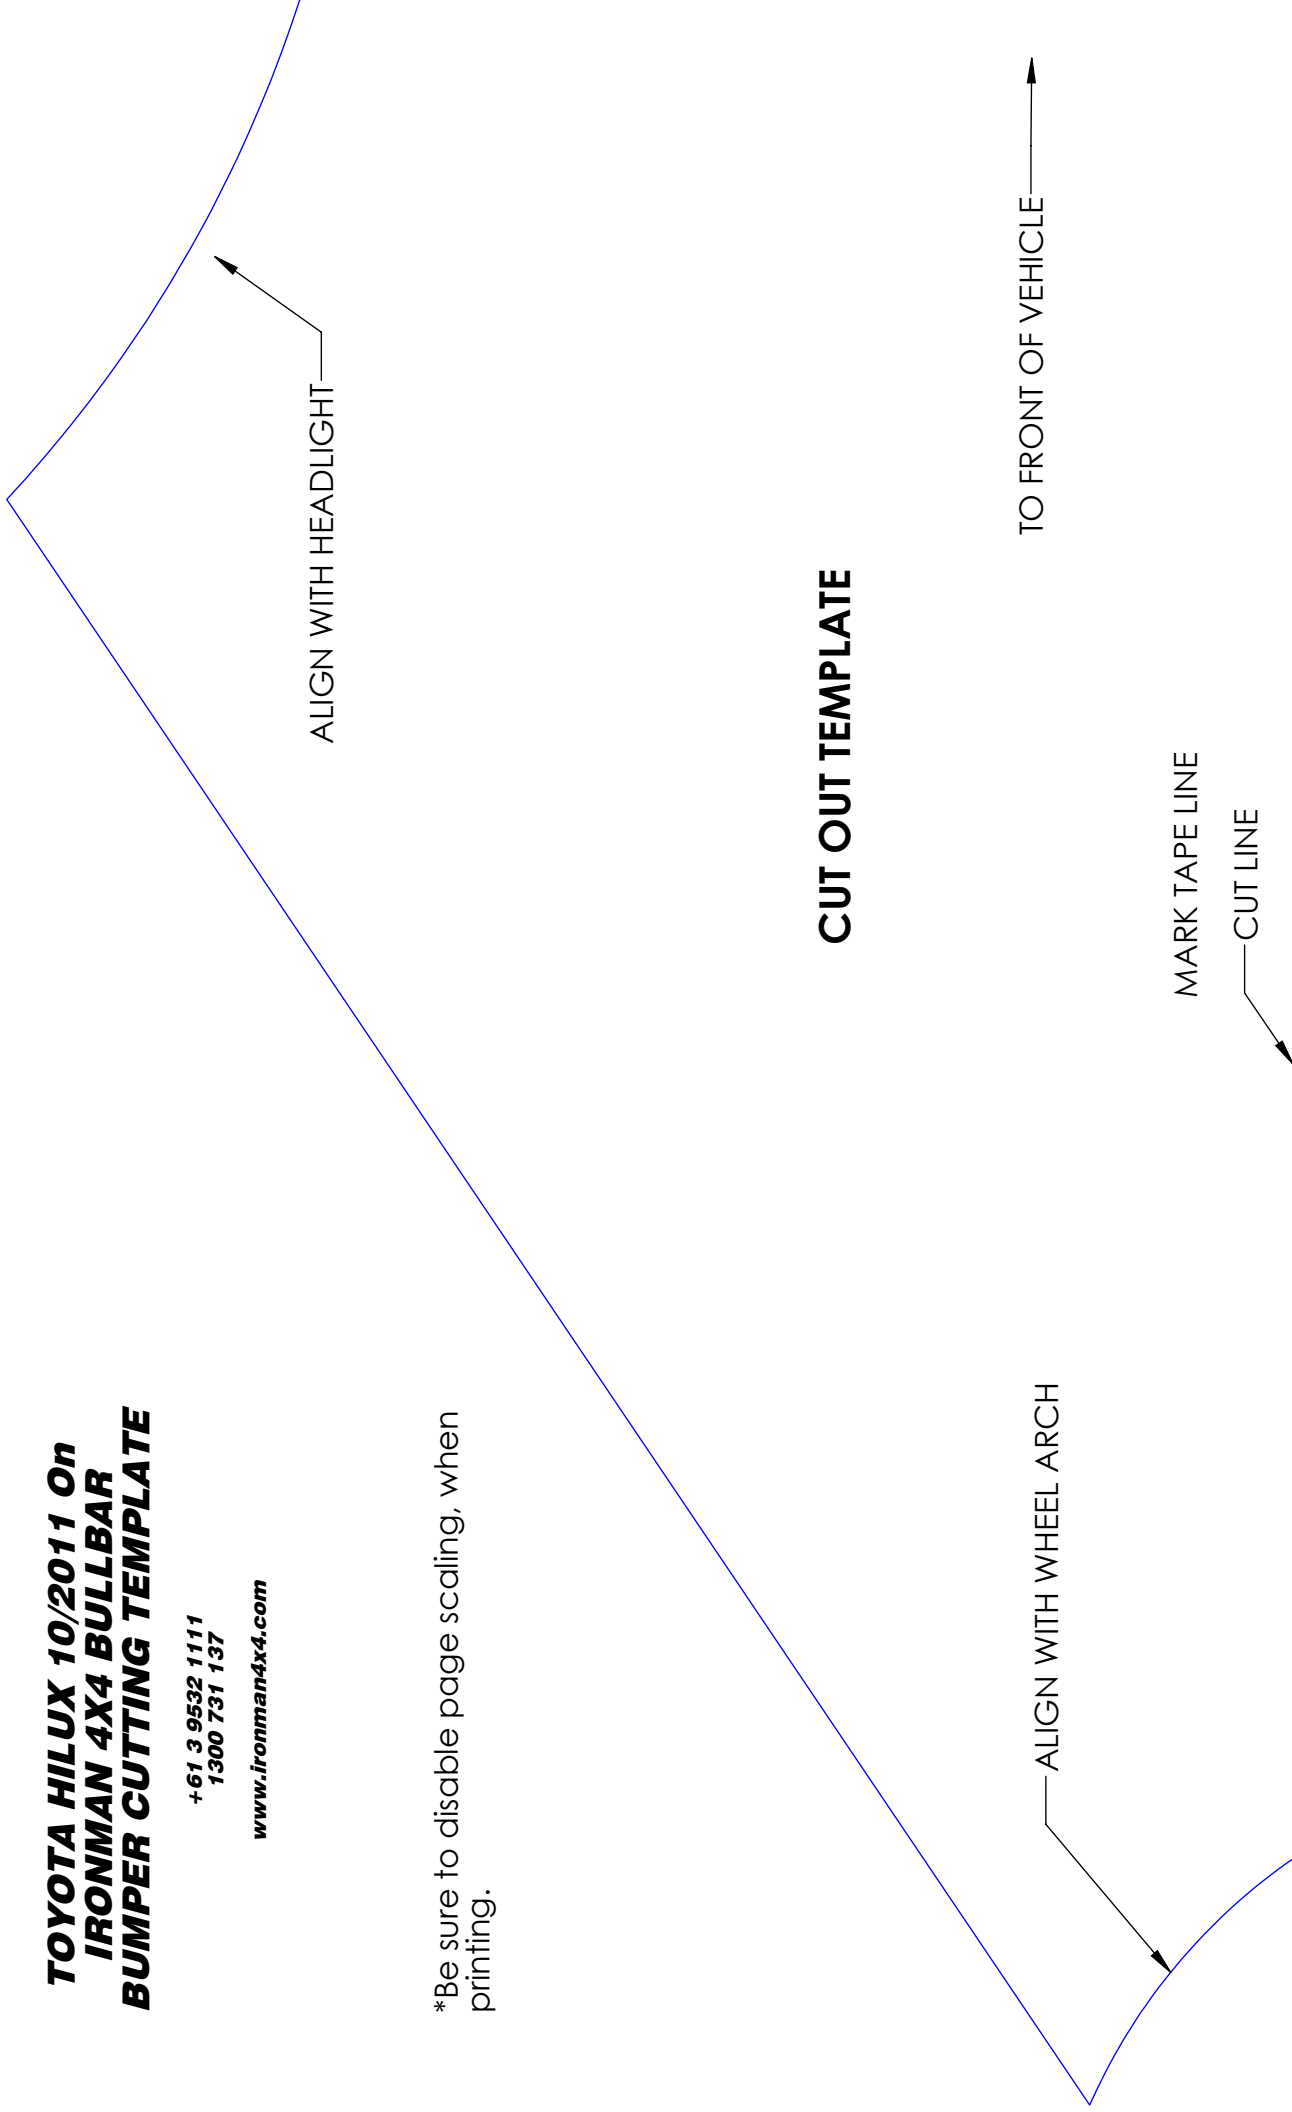 TOYOTA HILUX 10/2011 On
IRONMAN 4X4 BULLBAR
BUMPER CUTTING TEMPLATE
+61 3 9532 1111
1300 731 137
www.ironman4x4.com
*Be sure to disable page scaling, when
printing.
ALIGN WITH HEADLIGHT
CUT OUT TEMPLATE
TO FRONT OF VEHICLE
ALIGN WITH WHEEL ARCH
MARK TAPE LINE
CUT LINE